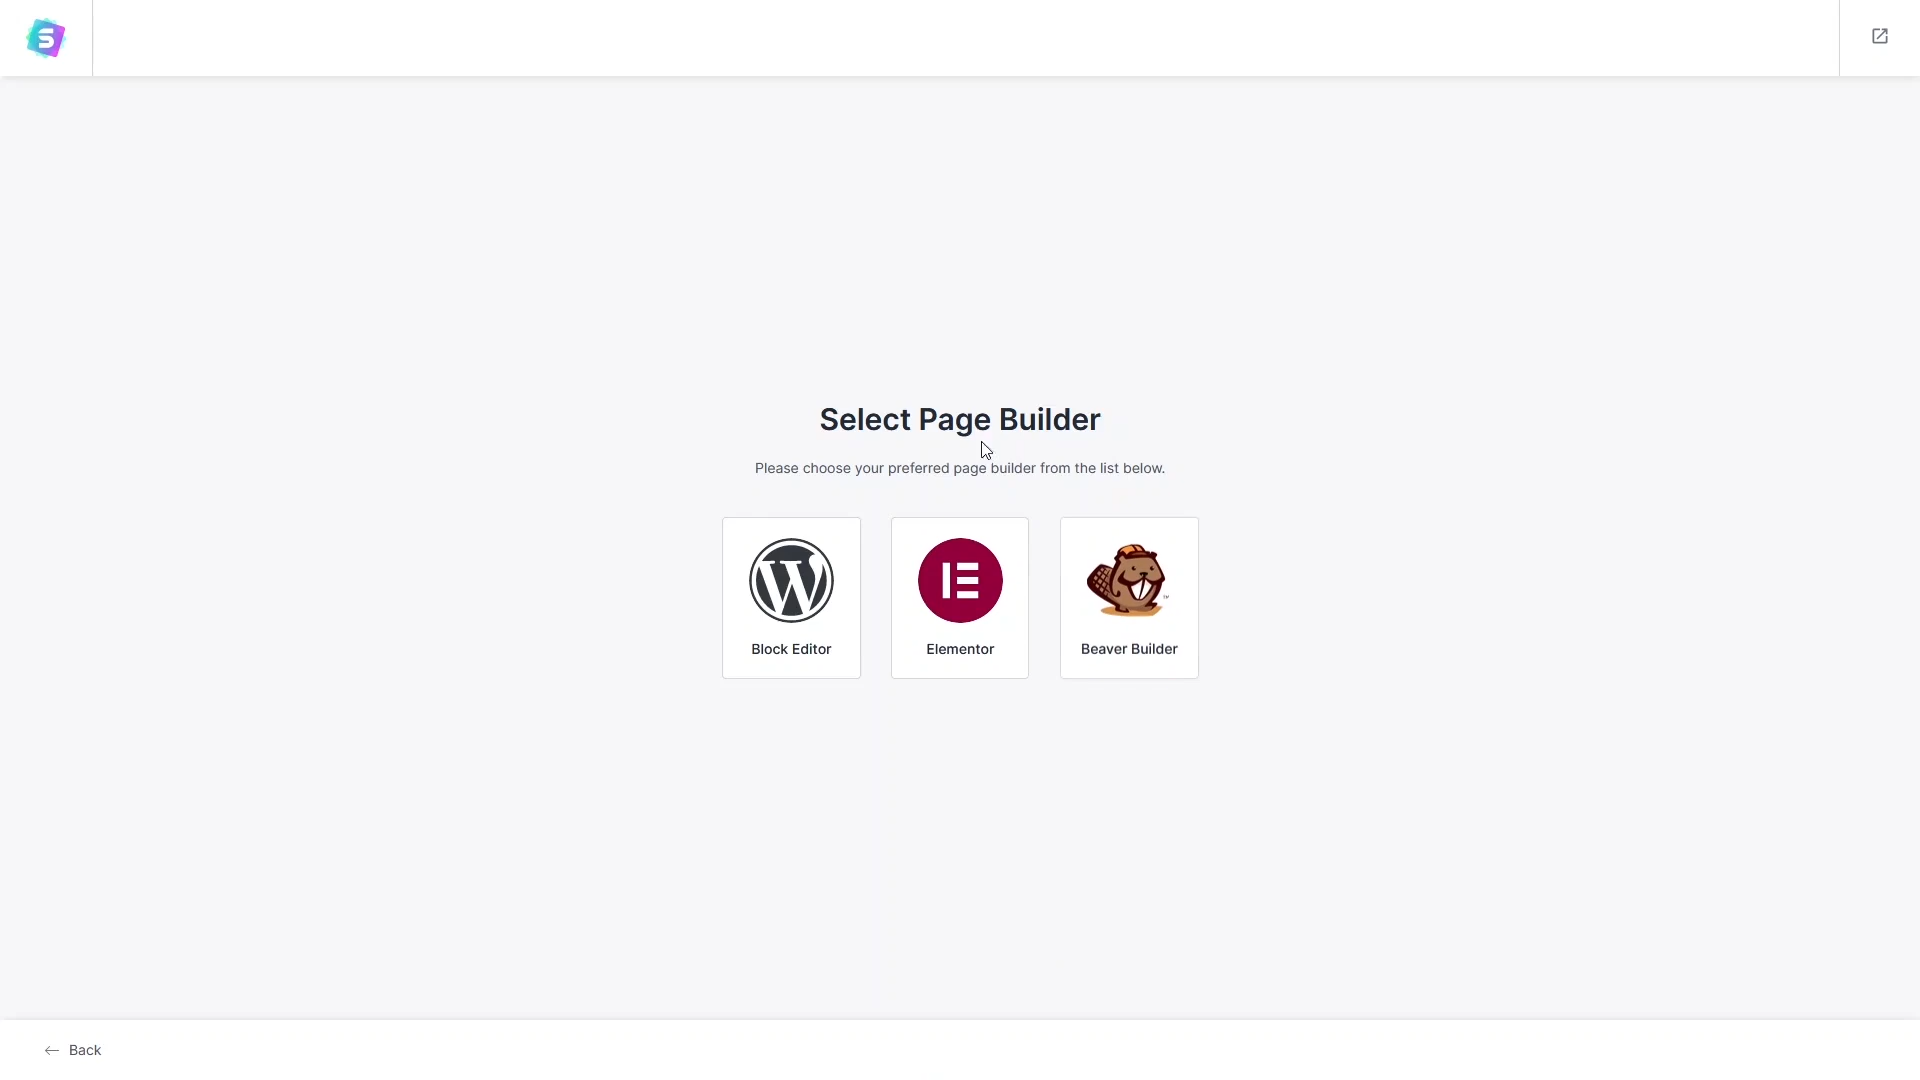 Select Page Builder
Please choose your preferred page builder from the list below.
Block Editor
Elementor
Beaver Builder
Back